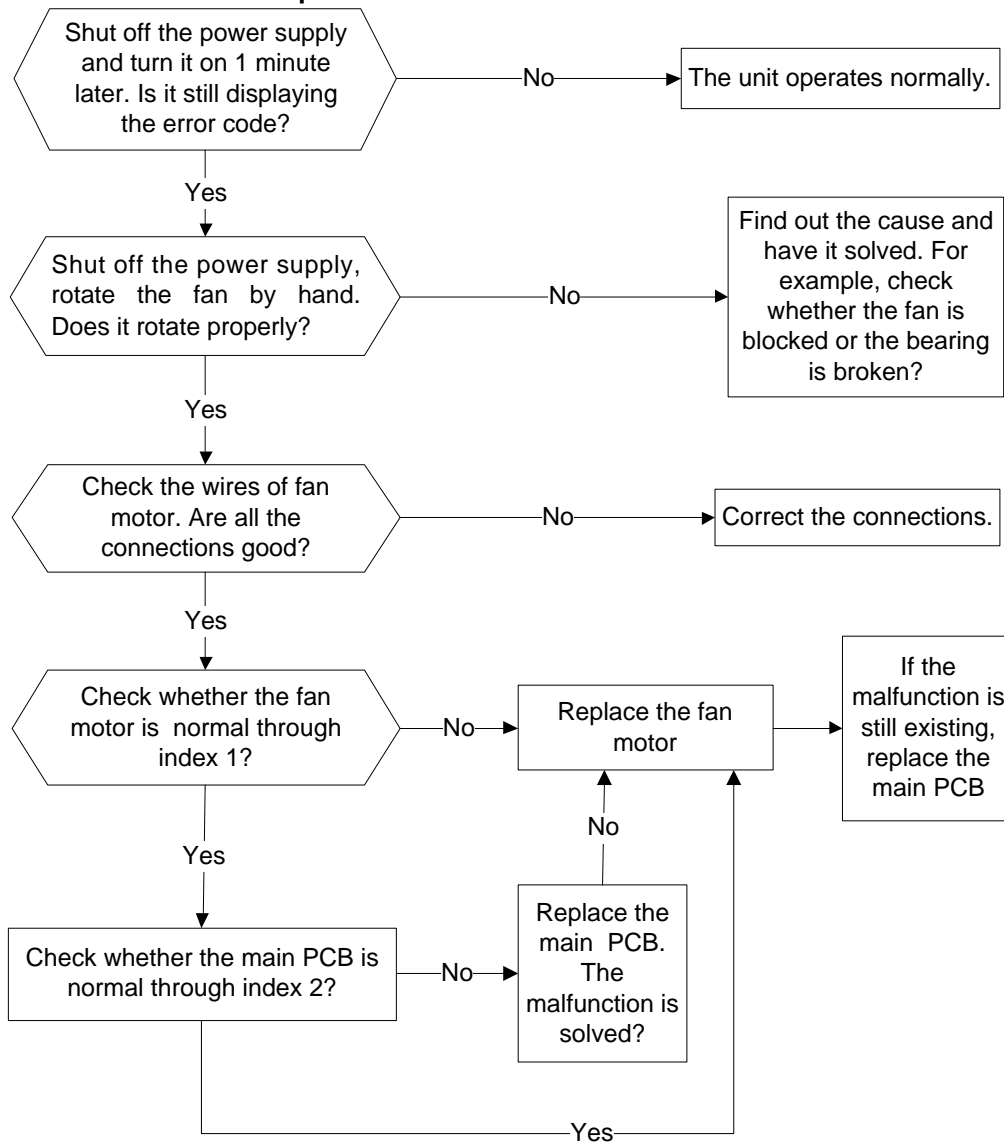 Shut off the power supply
and turn it on 1 minute
later. Is it still displaying
the error code?
No
The unit operates normally.
Yes
Shut off the power supply,
rotate the fan by hand.
Does it rotate properly?
No
Find out the cause and
have it solved. For
example, check
whether the fan is
blocked or the bearing
is broken?
Yes
Check the wires of fan
motor. Are all the
connections good?
No
Correct the connections.
Yes
Check whether the fan
motor is normal through
index 1?
No
Replace the fan
motor
If the
malfunction is
still existing,
replace the
main PCB
Yes
No
Check whether the main PCB is
normal through index 2?
No
Replace the
main PCB.
The
malfunction is
solved?
Yes